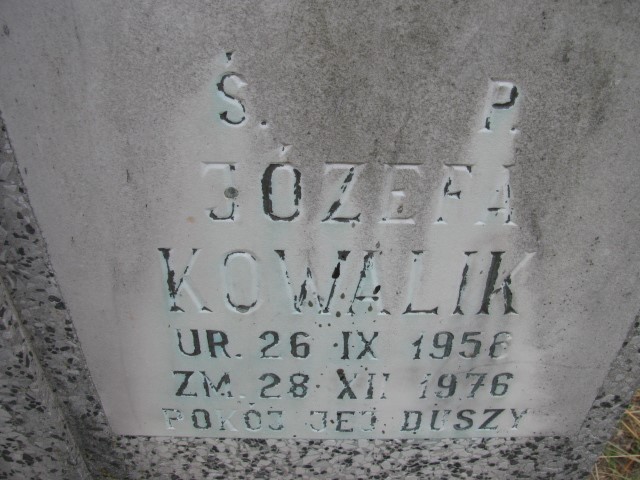 Ś. P.
JÓZEFA
KOWALIK
UR. 26 IX 1956
ZM. 28 XII 1976
POKÓJ JEJ DUSZY